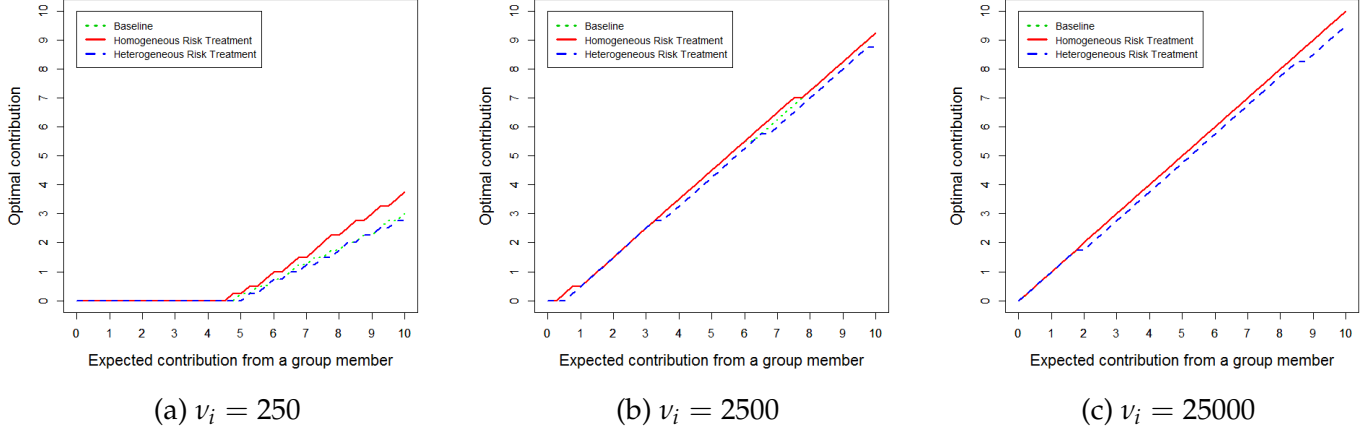 Optimal contribution
10
9
8
7
6
5
4
3
2
1
0
Baseline
Homogeneous Risk Treatment
Heterogeneous Risk Treatment
0 1 2 3 4 5 6 7 8 9 10
Expected contribution from a group member
(a) ν_i = 250
Optimal contribution
10
9
8
7
6
5
4
3
2
1
0
Baseline
Homogeneous Risk Treatment
Heterogeneous Risk Treatment
0 1 2 3 4 5 6 7 8 9 10
Expected contribution from a group member
(b) ν_i = 2500
Optimal contribution
10
9
8
7
6
5
4
3
2
1
0
Baseline
Homogeneous Risk Treatment
Heterogeneous Risk Treatment
0 1 2 3 4 5 6 7 8 9 10
Expected contribution from a group member
(c) ν_i = 25000